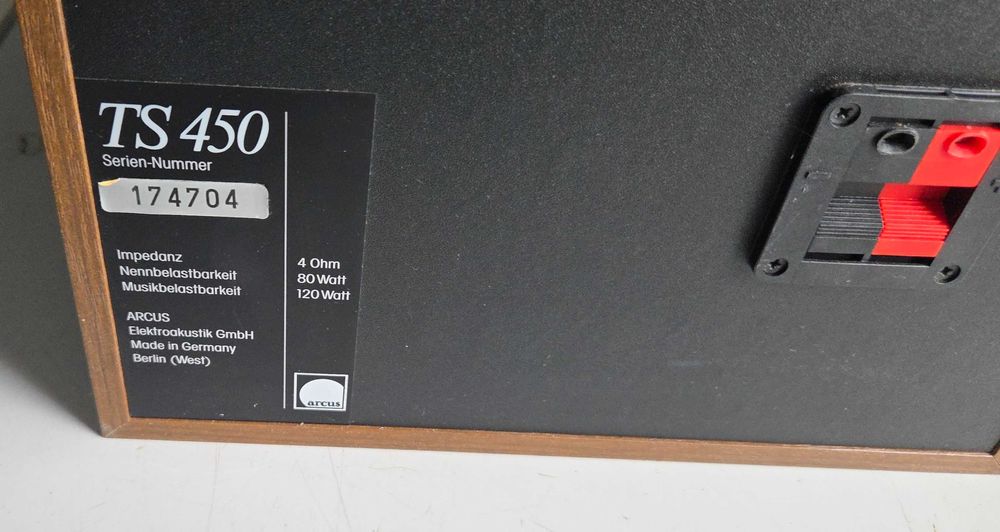 TS 450
Serien-Nummer
174704
Impedanz 4 Ohm
Nennbelastbarkeit 80 Watt
Musikbelastbarkeit 120 Watt
ARCUS
Elektroakustik GmbH
Made in Germany
Berlin (West)
arcus